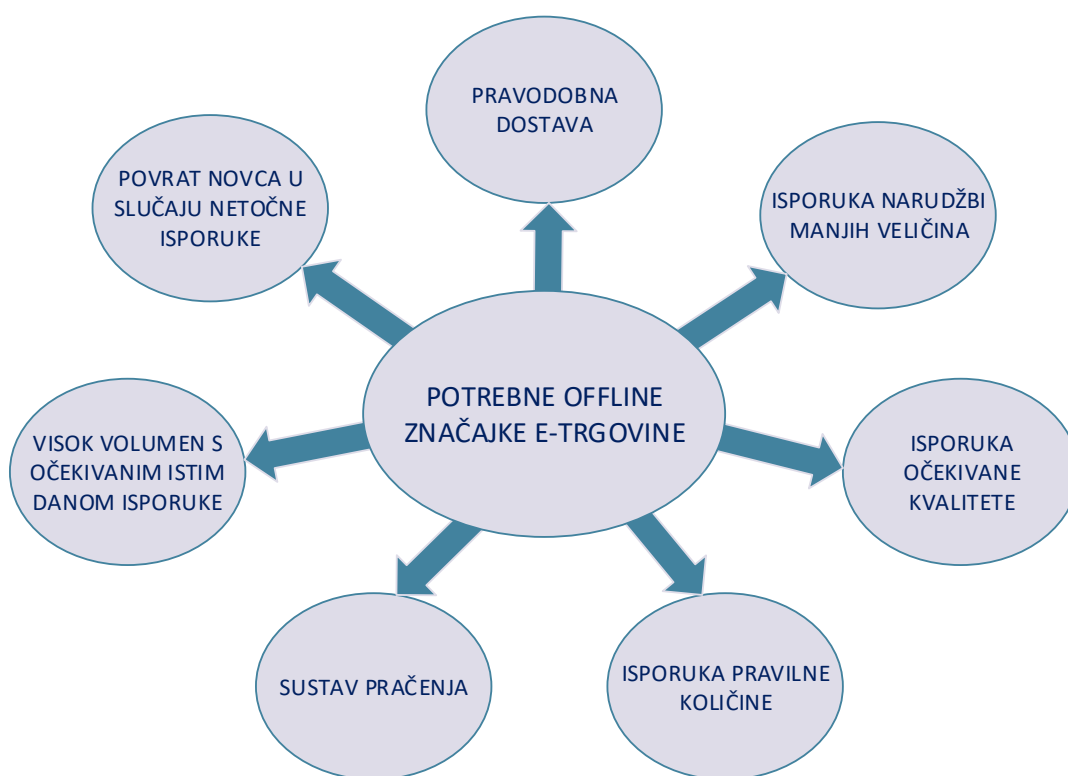 PRAVODOBNA
DOSTAVA
POVRAT NOVCA U
SLUČAJU NETOČNE
ISPORUKE
ISPORUKA NARUDŽBI
MANJIH VELIČINA
POTREBNE OFFLINE
ZNAČAJKE E-TRGOVINE
VISOK VOLUMEN S
OČEKIVANIM ISTIM
DANOM ISPORUKE
ISPORUKA
OČEKIVANE
KVALITETE
SUSTAV PRAČENJA
ISPORUKA PRAVILNE
KOLIČINE